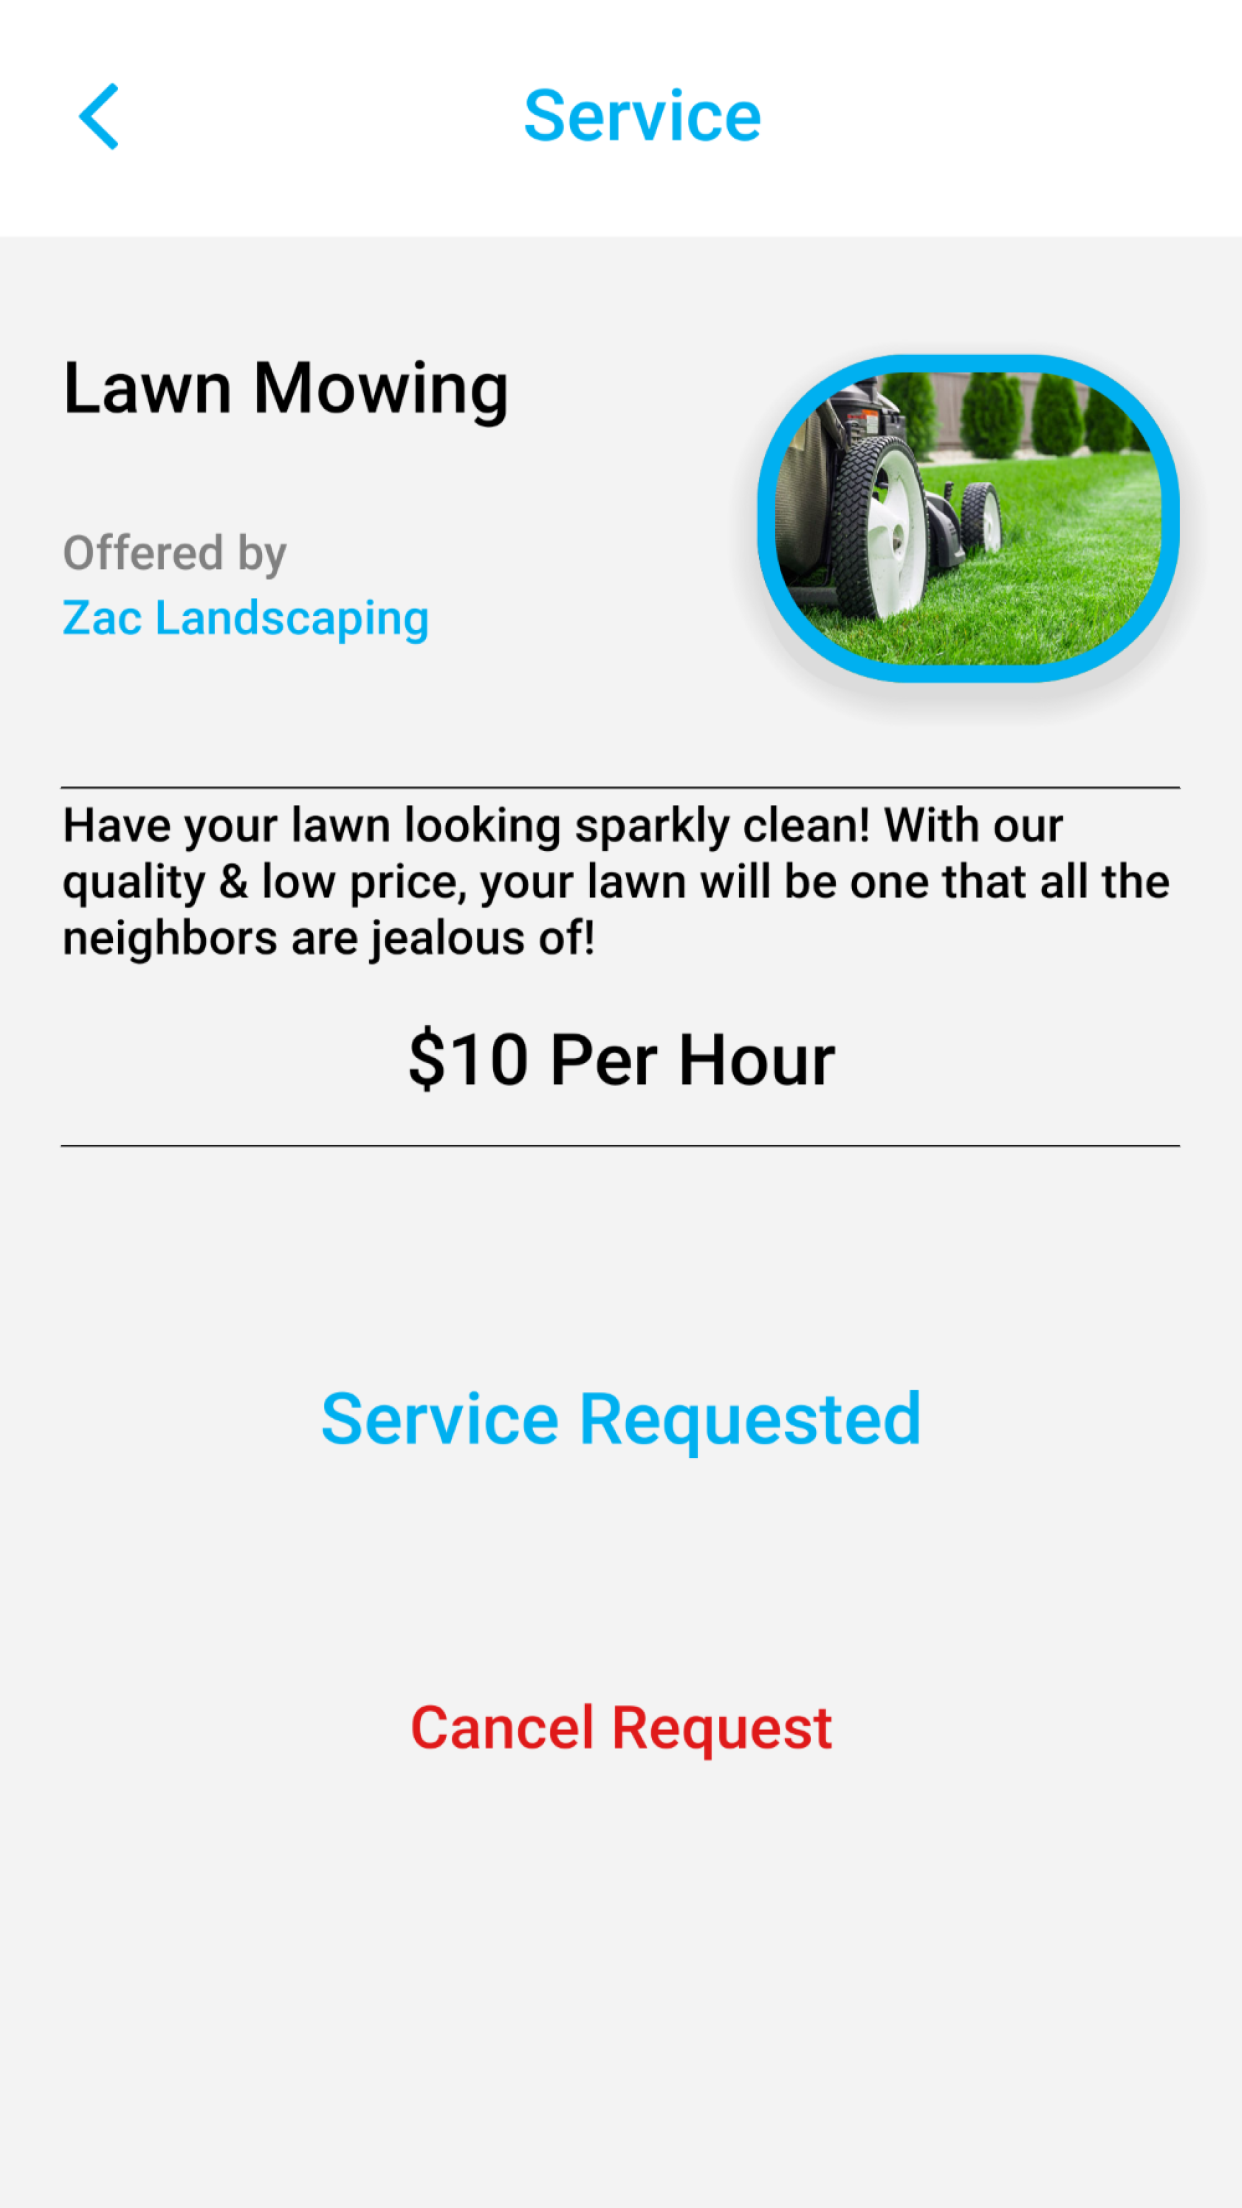 Service
Lawn Mowing
Offered by
Zac Landscaping
Have your lawn looking sparkly clean! With our
quality & low price, your lawn will be one that all the
neighbors are jealous of!
$10 Per Hour
Service Requested
Cancel Request